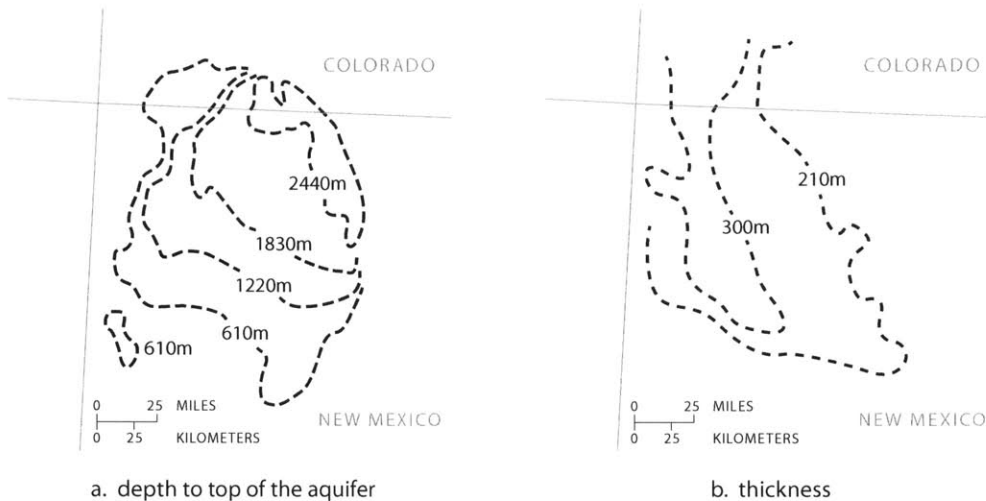 COLORADO
2440m
1830m
1220m
610m
610m
0 25 MILES
0 25 KILOMETERS
NEW MEXICO
a. depth to top of the aquifer
COLORADO
210m
300m
0 25 MILES
0 25 KILOMETERS
NEW MEXICO
b. thickness